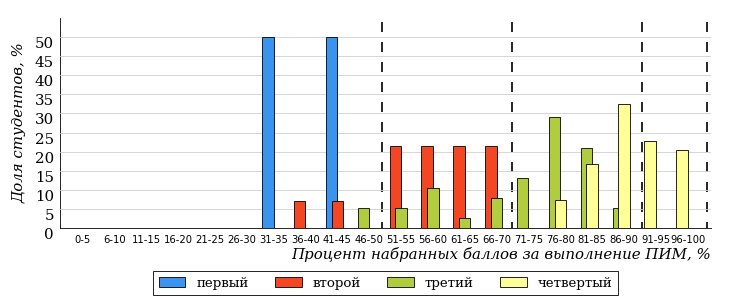 Доля студентов, %
50
45
40
35
30
25
20
15
10
5
0
0-5 6-10 11-15 16-20 21-25 26-30 31-35 36-40 41-45 46-50 51-55 56-60 61-65 66-70 71-75 76-80 81-85 86-90 91-95 96-100
Процент набранных баллов за выполнение ПИМ, %
первый второй третий четвертый